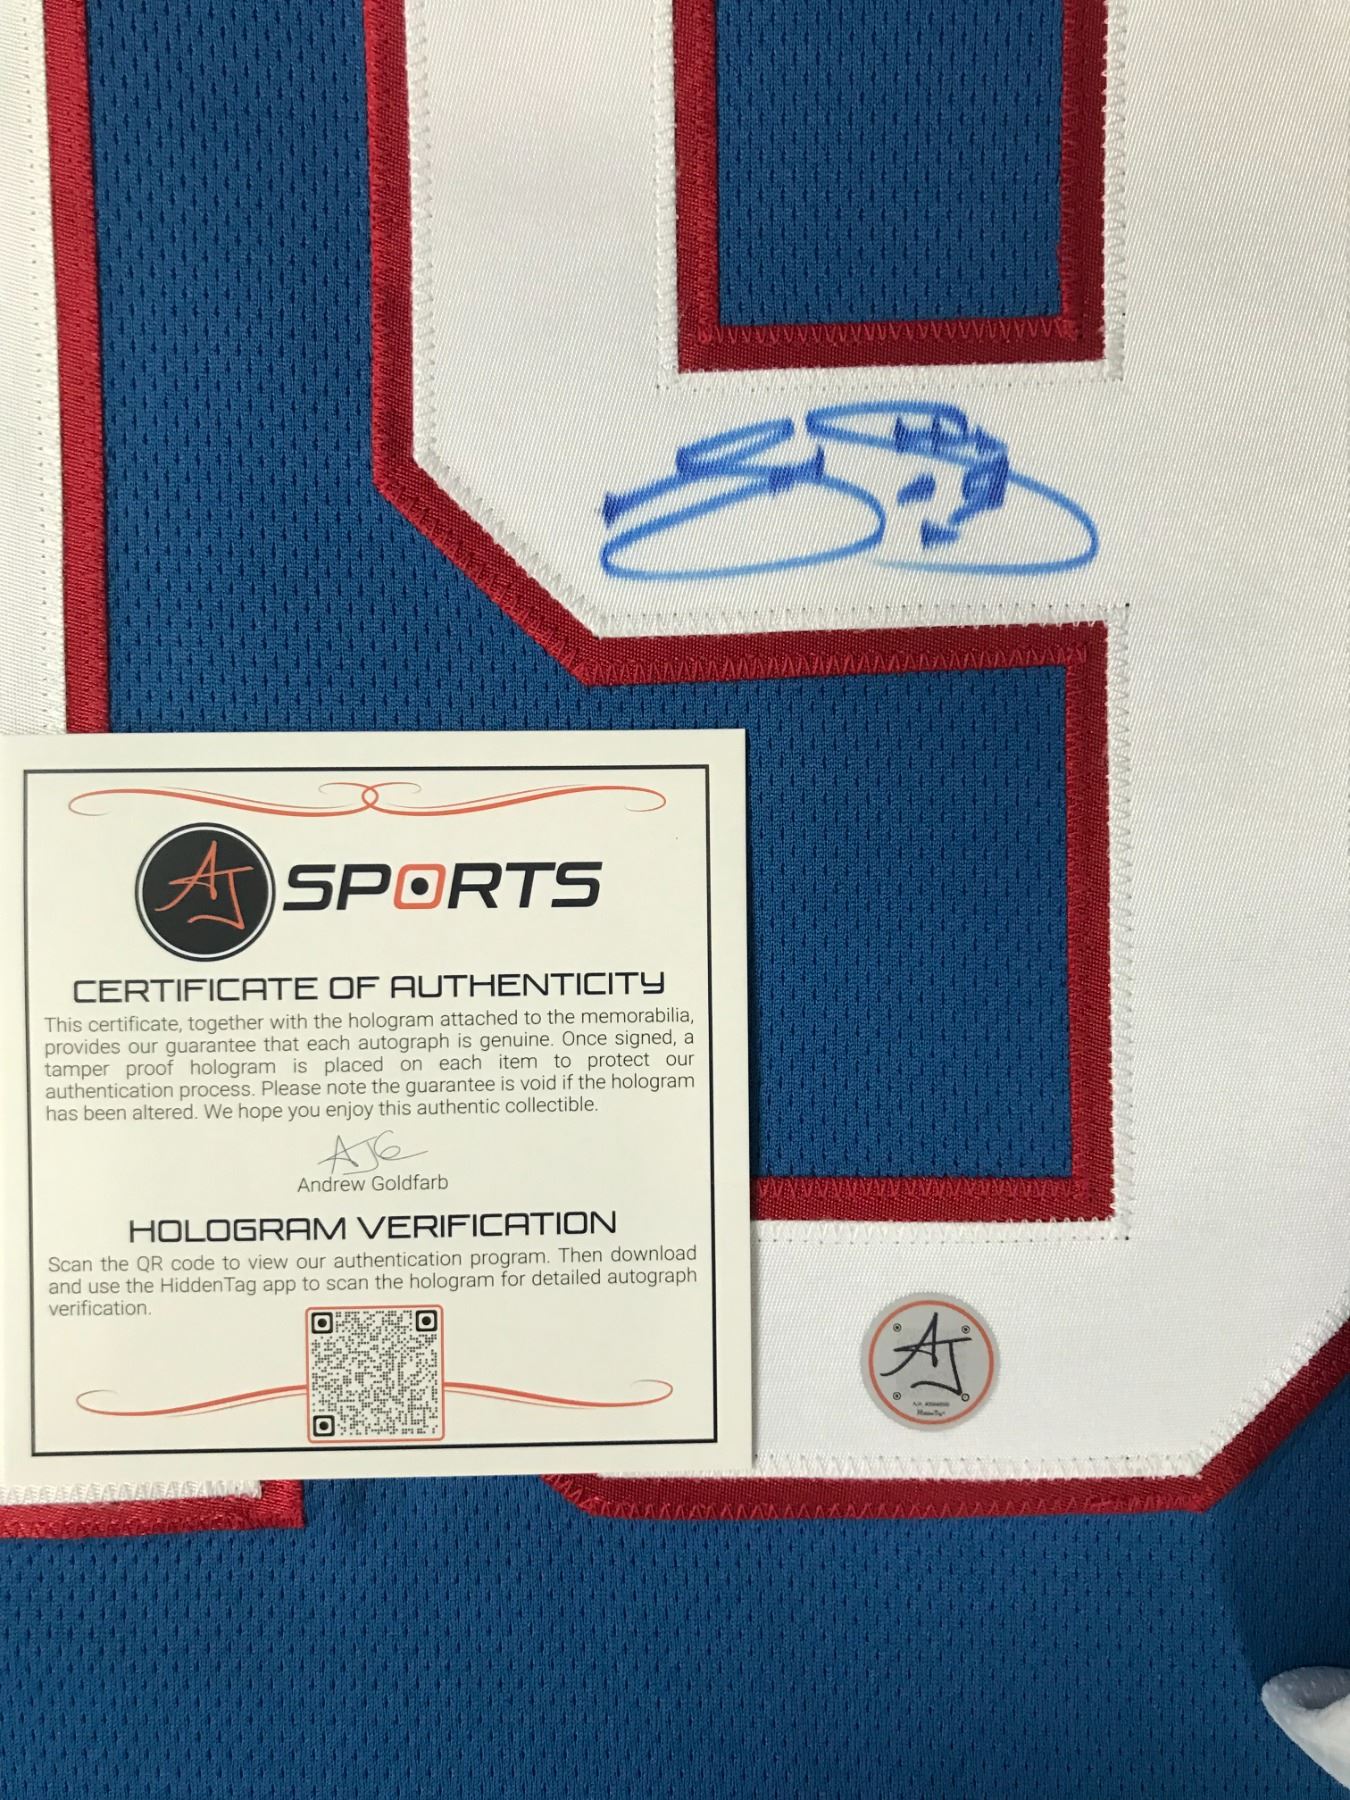 AJ SPORTS
CERTIFICATE OF AUTHENTICITY
This certificate, together with the hologram attached to the memorabilia,
provides our guarantee that each autograph is genuine. Once signed, a
tamper proof hologram is placed on each item to protect our
authentication process. Please note the guarantee is void if the hologram
has been altered. We hope you enjoy this authentic collectible.
AJG
Andrew Goldfarb
HOLOGRAM VERIFICATION
Scan the QR code to view our authentication program. Then download
and use the HiddenTag app to scan the hologram for detailed autograph
verification.
AJ
HiddenTag